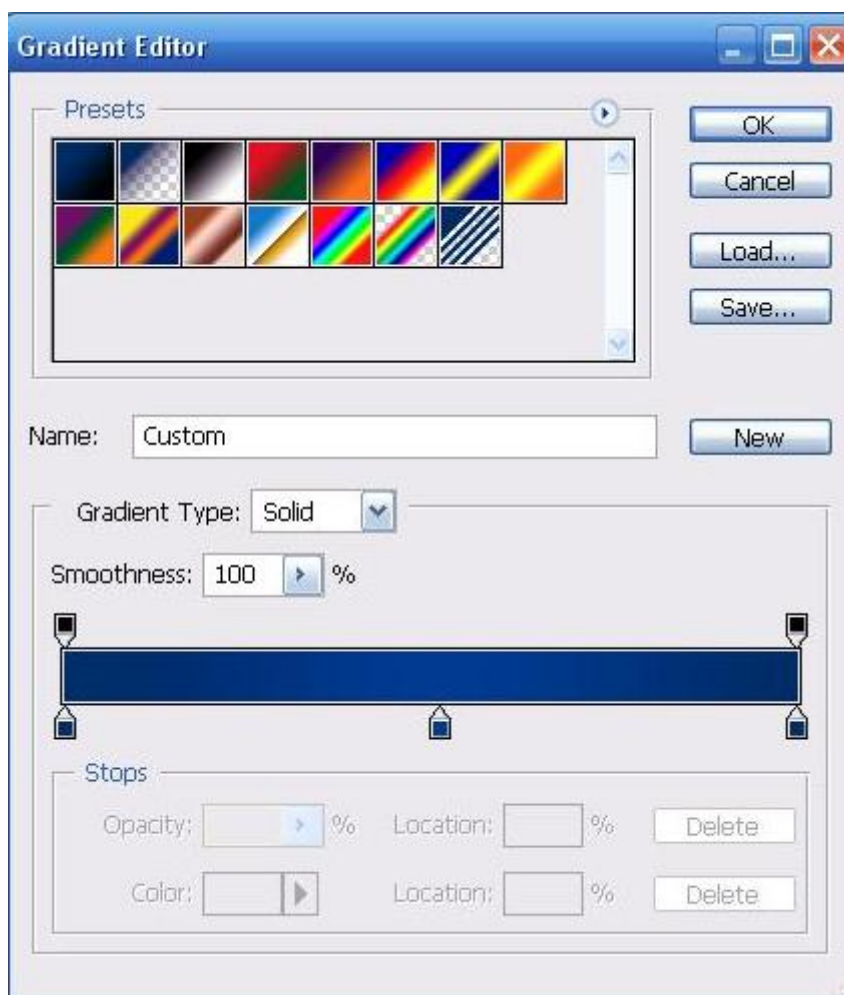 Gradient Editor
Presets
OK
Cancel
Load...
Save...
Name: Custom
New
Gradient Type: Solid
Smoothness: 100 %
Stops
Opacity: % Location: % Delete
Color: Location: % Delete